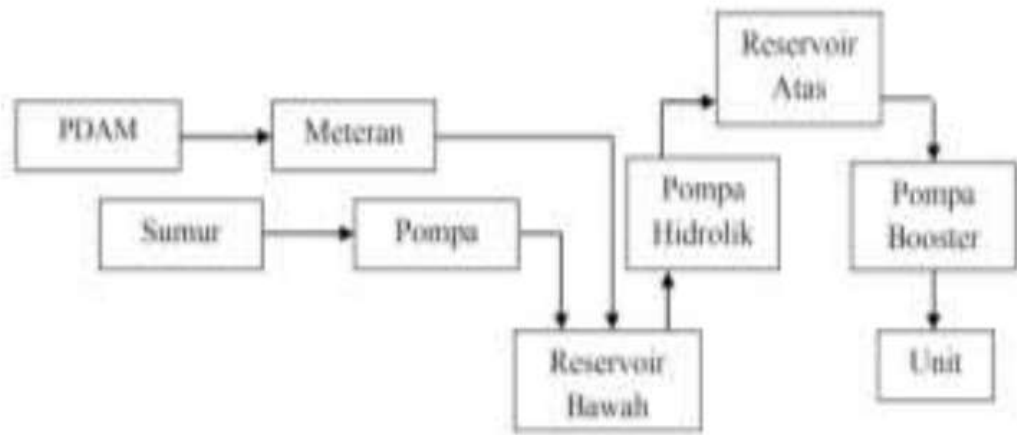 PDAM
Meteran
Sumur
Pompa
Reservoir
Bawah
Pompa
Hidrolik
Reservoir
Atas
Pompa
Booster
Unit